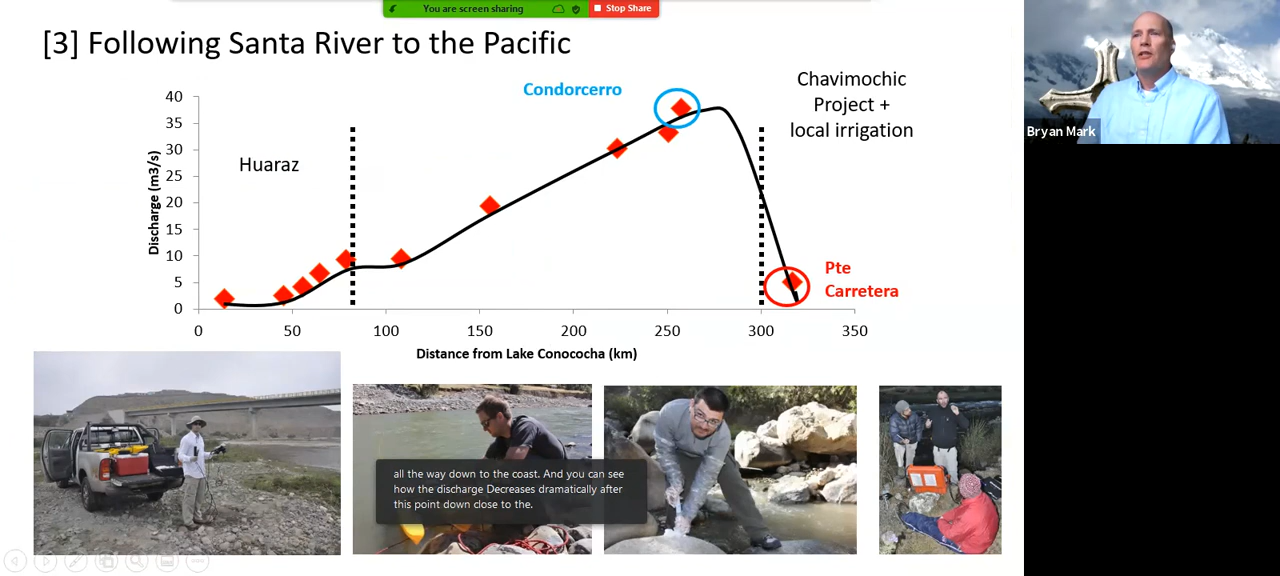 You are screen sharing
Stop Share
[3] Following Santa River to the Pacific
Bryan Mark
Condorcerro
Chavimochic
Project +
local irrigation
Huaraz
Discharge (m3/s)
40
35
30
25
20
15
10
5
0
0 50 100 150 200 250 300 350
Distance from Lake Conococha (km)
Pte
Carretera
all the way down to the coast. And you can see
how the discharge Decreases dramatically after
this point down close to the.